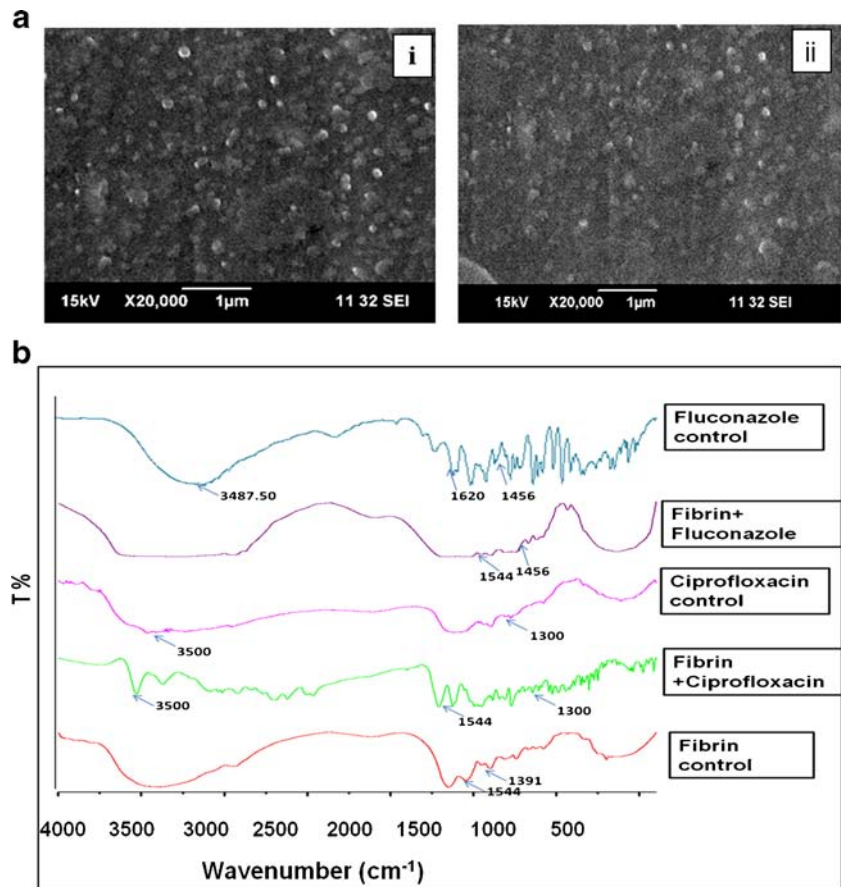 a
i
15kV X20,000 1µm 11 32 SEI
ii
15kV X20,000 1µm 11 32 SEI
b
Fluconazole
control
3487.50
1620
1456
Fibrin+
Fluconazole
1544
1456
Ciprofloxacin
control
3500
1300
Fibrin
+Ciprofloxacin
3500
1544
1300
Fibrin
control
1391
1544
T%
4000 3500 3000 2000 1500 1000 500
Wavenumber (cm⁻¹)